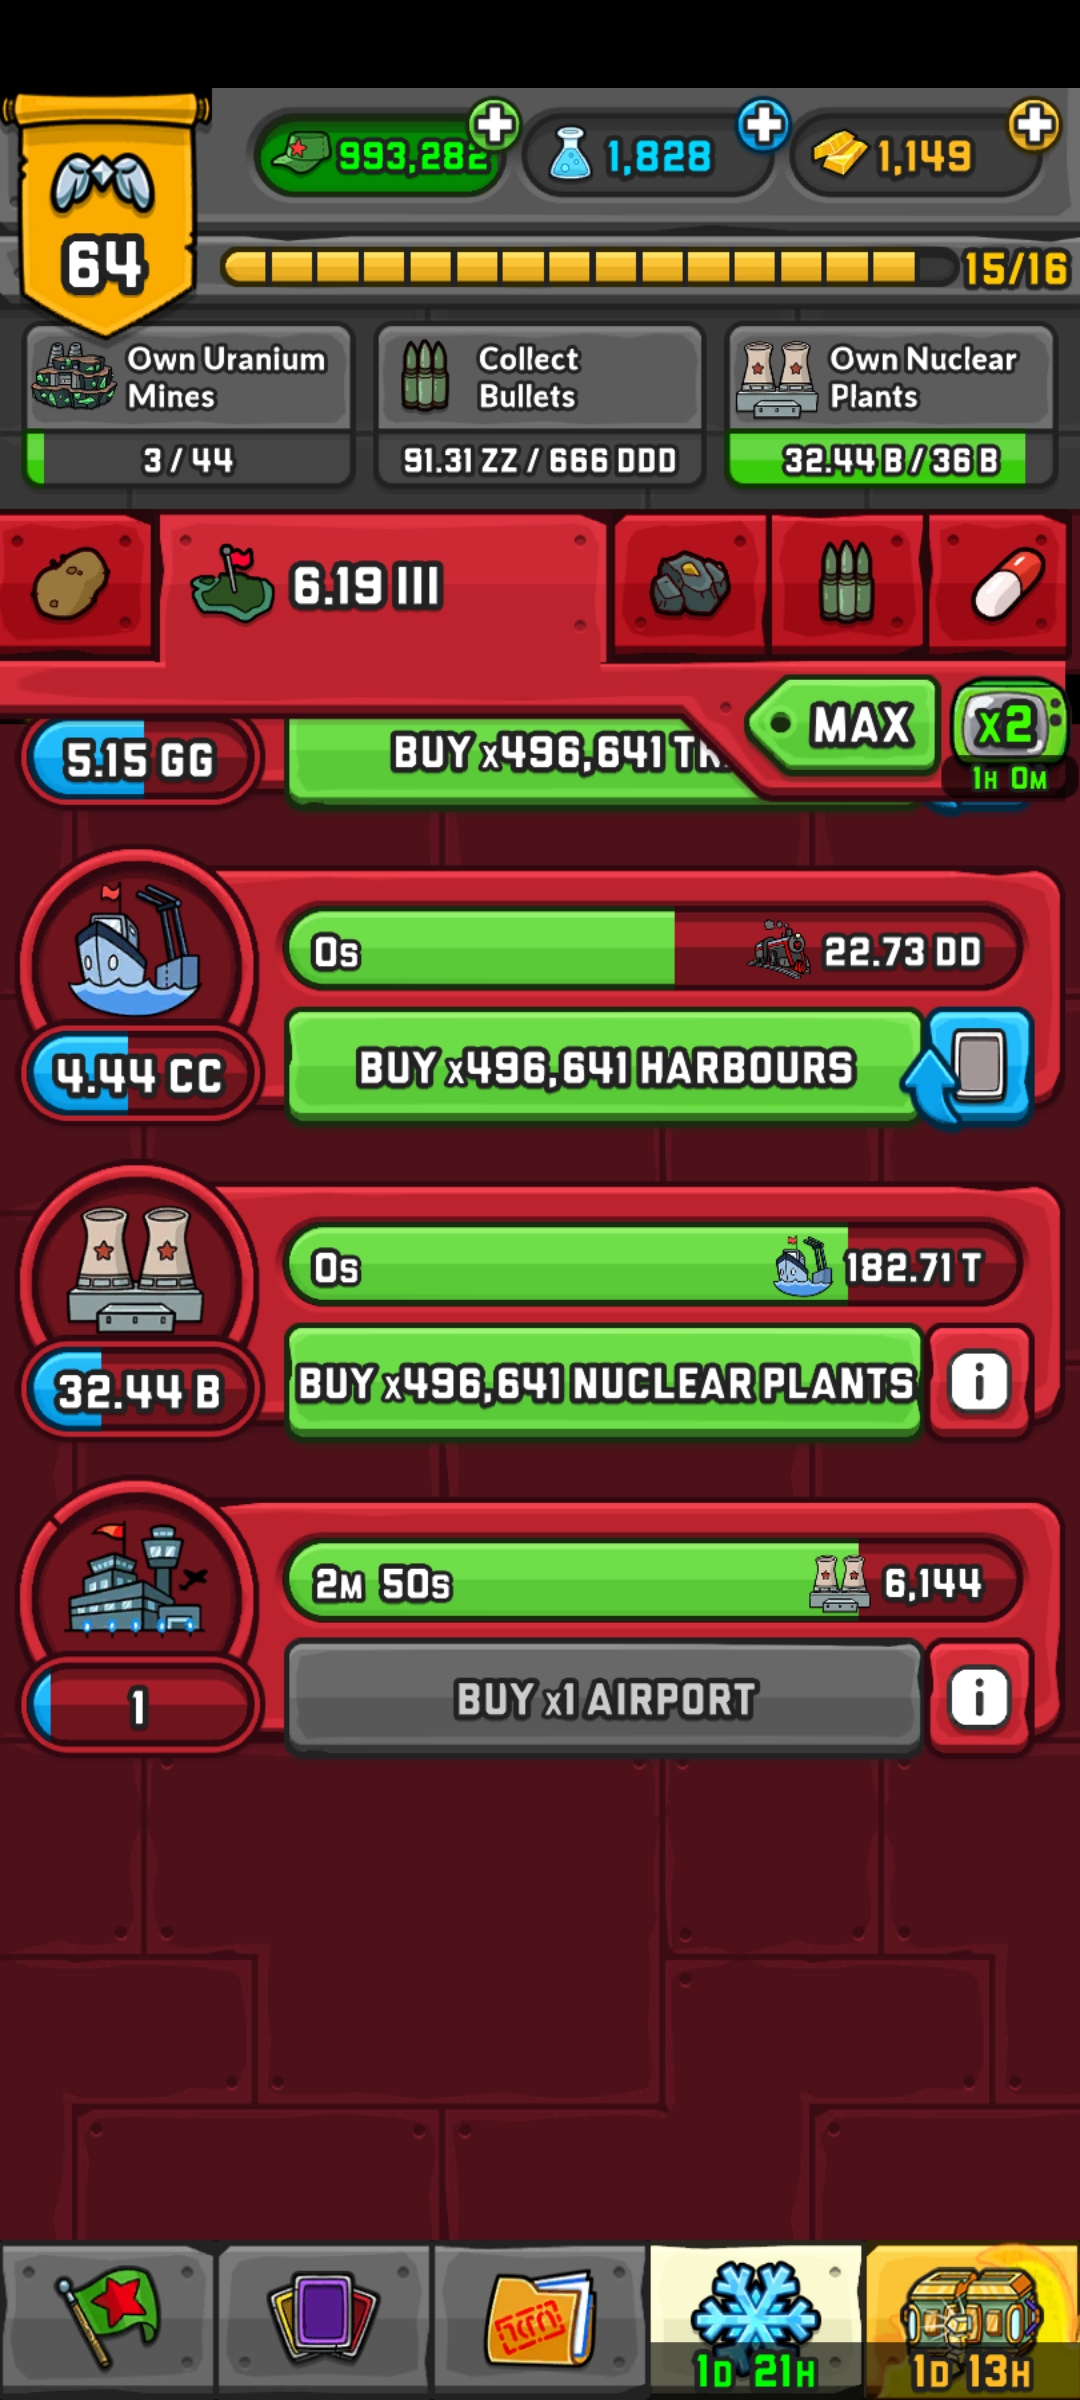 64
993,282
1,828
1,149
15/16
Own Uranium
Mines
3 / 44
Collect
Bullets
91.31 ZZ / 666 DDD
Own Nuclear
Plants
32.44 B / 36 B
6.19 III
MAX
x2
1H 0M
5.15 GG
BUY x496,641
0s
22.73 DD
4.44 CC
BUY x496,641 HARBOURS
0s
182.71 T
32.44 B
BUY x496,641 NUCLEAR PLANTS
i
2M 50s
6,144
1
BUY x1 AIRPORT
i
1D 21H
1D 13H